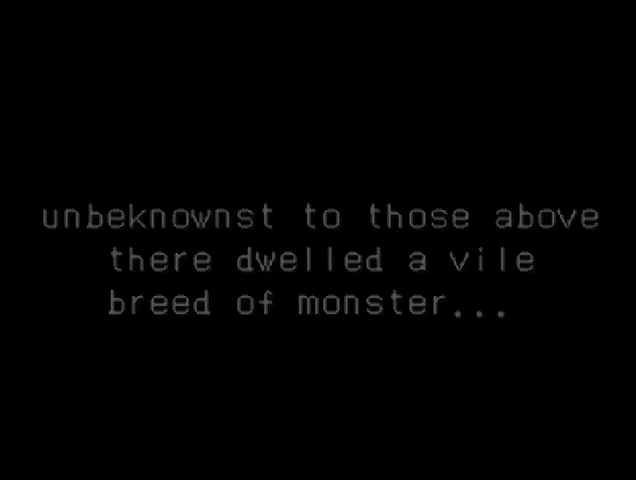 unbeknownst to those above
there dwelled a vile
breed of monster...